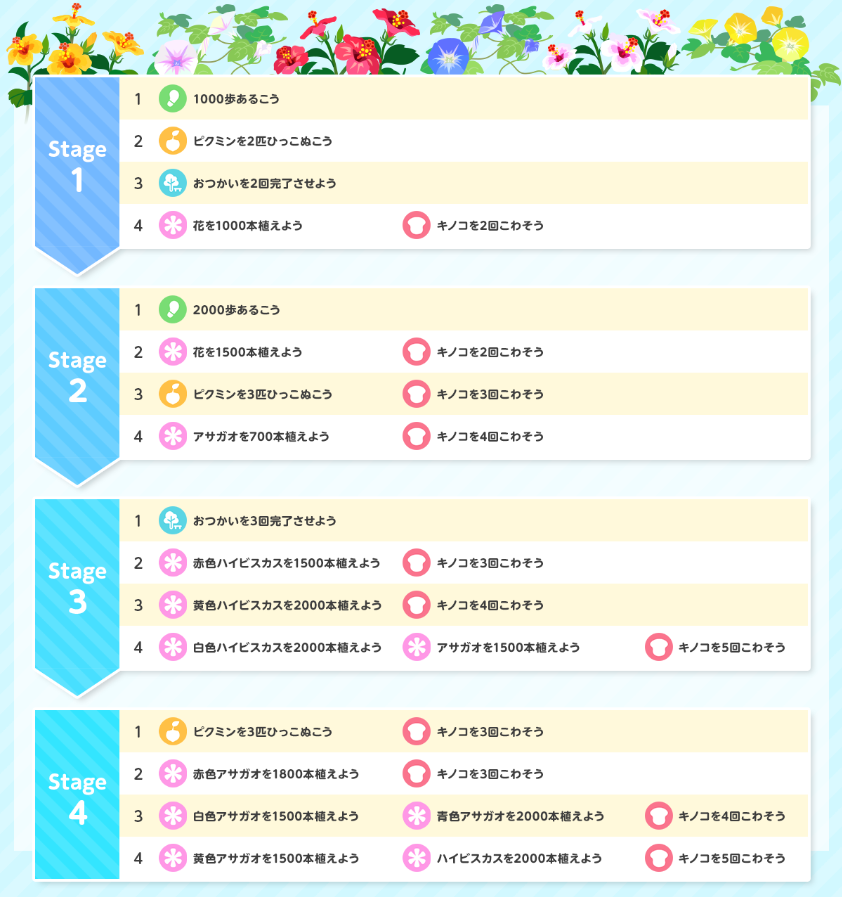 Stage
1
1 1000歩あるこう
2 ピクミンを2匹ひっこぬこう
3 おつかいを2回完了させよう
4 花を1000本植えよう キノコを2回こわそう
Stage
2
1 2000歩あるこう
2 花を1500本植えよう キノコを2回こわそう
3 ピクミンを3匹ひっこぬこう キノコを3回こわそう
4 アサガオを700本植えよう キノコを4回こわそう
Stage
3
1 おつかいを3回完了させよう
2 赤色ハイビスカスを1500本植えよう キノコを3回こわそう
3 黄色ハイビスカスを2000本植えよう キノコを4回こわそう
4 白色ハイビスカスを2000本植えよう アサガオを1500本植えよう キノコを5回こわそう
Stage
4
1 ピクミンを3匹ひっこぬこう キノコを3回こわそう
2 赤色アサガオを1800本植えよう キノコを3回こわそう
3 白色アサガオを1500本植えよう 青色アサガオを2000本植えよう キノコを4回こわそう
4 黄色アサガオを1500本植えよう ハイビスカスを2000本植えよう キノコを5回こわそう